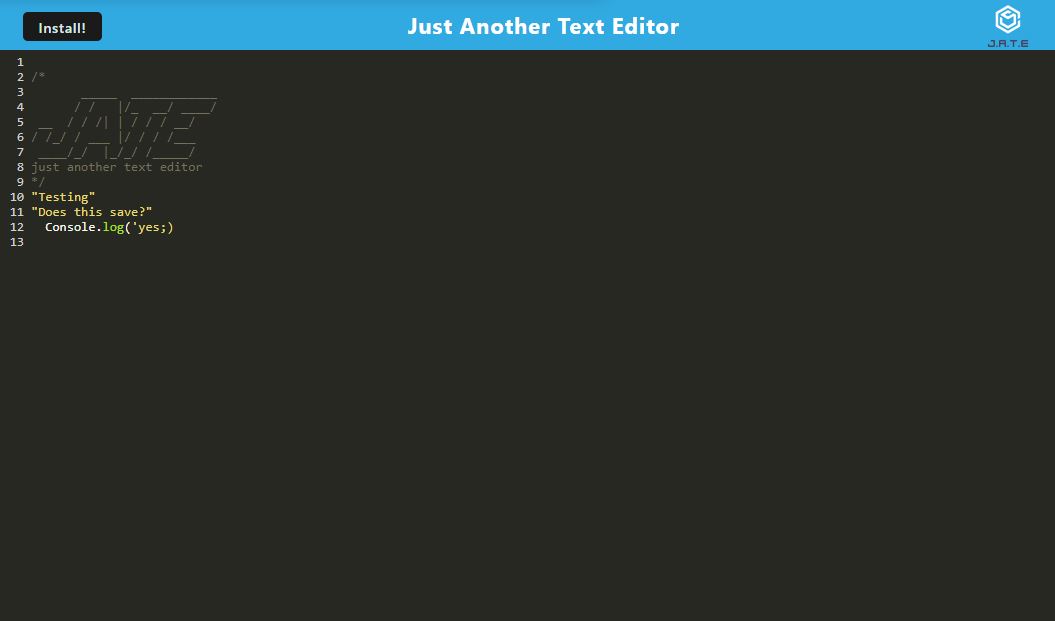 Install!
Just Another Text Editor
J.A.T.E
1
2 /*
3        _____  ____________
4       / /   |/_  __/ ____/
5  __  / / /| | / / / __/
6 / /_/ / ___ |/ / / /___
7  ____/_/  |_/_/ /_____/
8 just another text editor
9 */
10 "Testing"
11 "Does this save?"
12   Console.log('yes;)
13